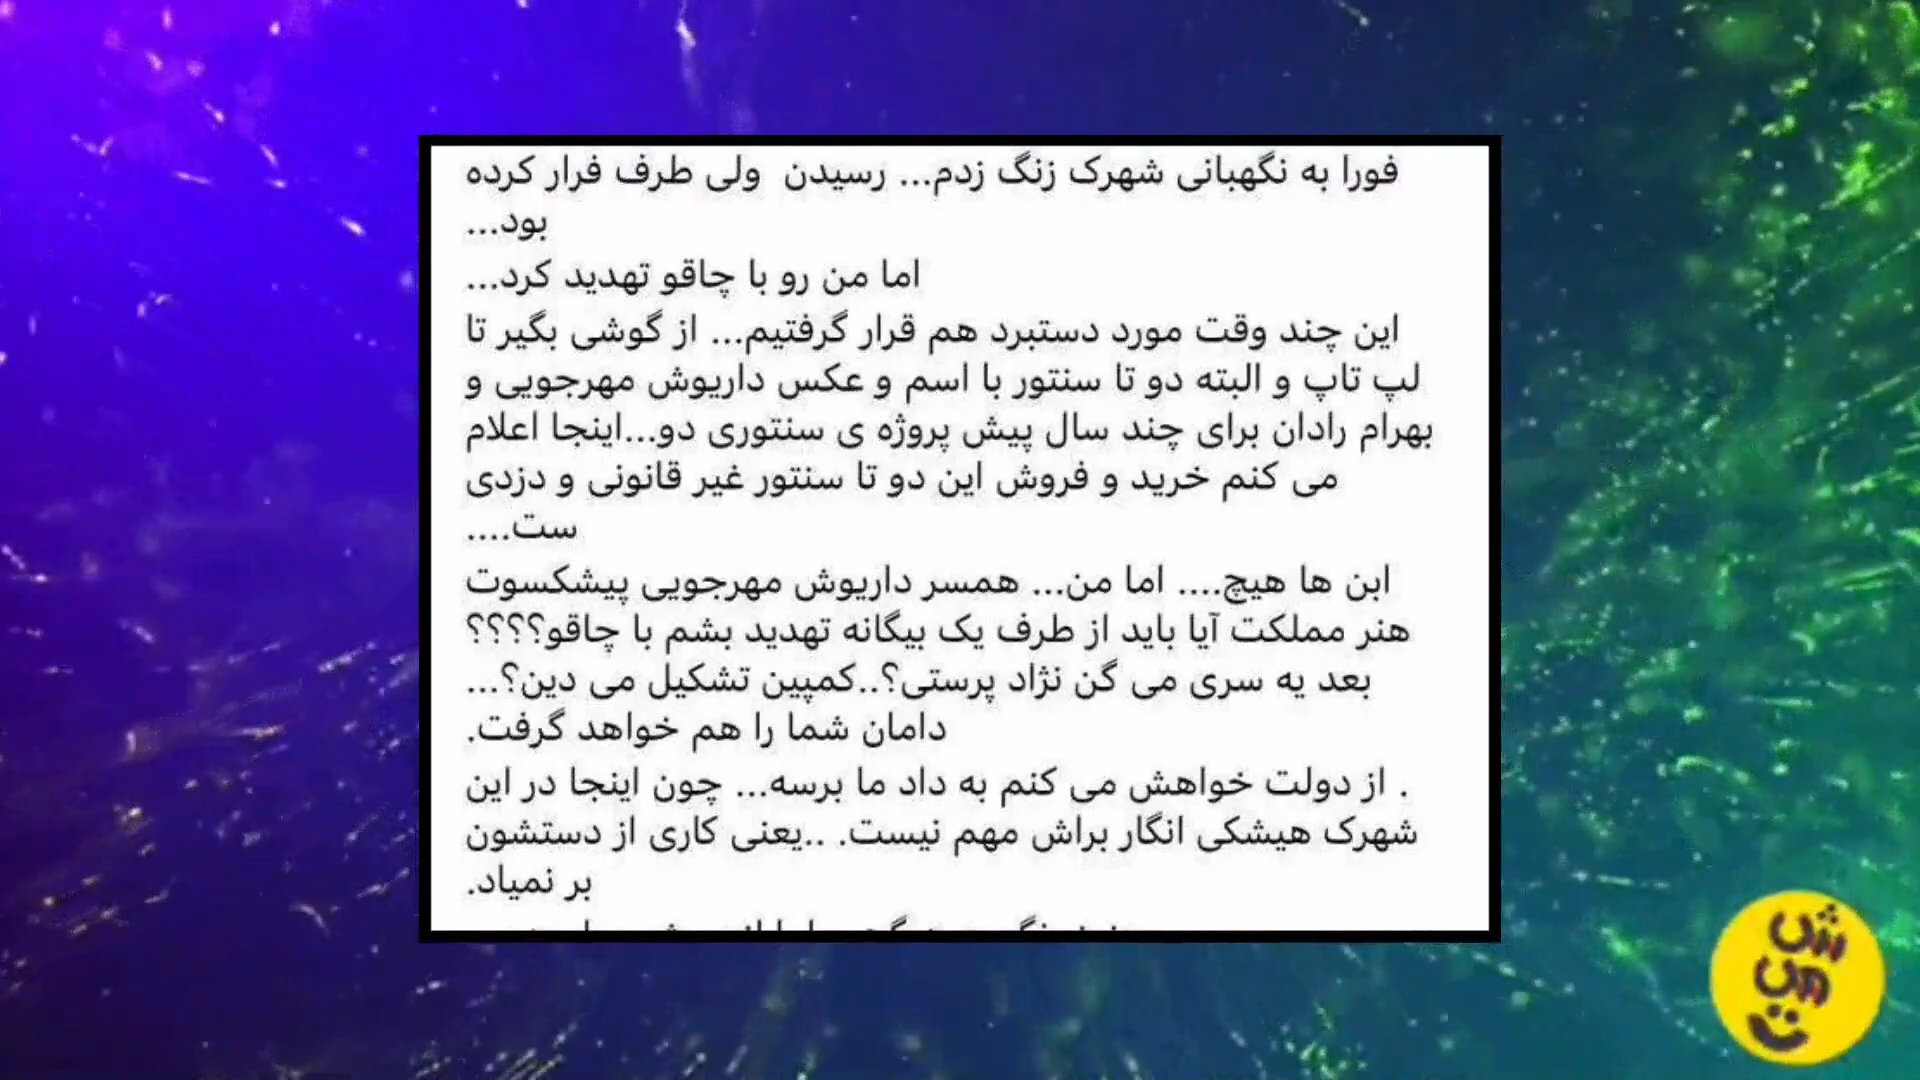 فورا به نگهبانی شهرک زنگ زدم... رسیدن ولی طرف فرار کرده
بود...
اما من رو با چاقو تهدید کرد...
این چند وقت مورد دستبرد هم قرار گرفتیم... از گوشی بگیر تا
لپ تاپ و البته دو تا سنتور با اسم و عکس داریوش مهرجویی و
بهرام رادان برای چند سال پیش پروژه ی سنتوری دو...اینجا اعلام
می کنم خرید و فروش این دو تا سنتور غیر قانونی و دزدی
ست....
ابن ها هیچ.... اما من... همسر داریوش مهرجویی پیشکسوت
هنر مملکت آیا باید از طرف یک بیگانه تهدید بشم با چاقو؟؟؟؟
بعد یه سری می گن نژاد پرستی؟..کمپین تشکیل می دین؟...
دامان شما را هم خواهد گرفت.
. از دولت خواهش می کنم به داد ما برسه... چون اینجا در این
شهرک هیشکی انگار براش مهم نیست. ..یعنی کاری از دستشون
بر نمیاد.